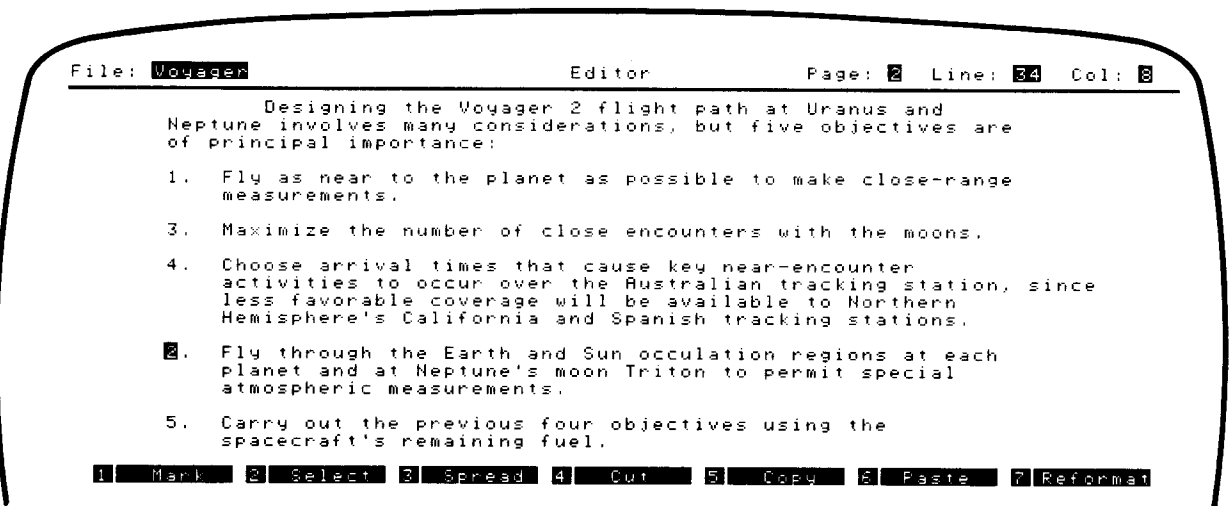 File: Voyager Editor Page: 2 Line: 34 Col: 8
Designing the Voyager 2 flight path at Uranus and
Neptune involves many considerations, but five objectives are
of principal importance:
1. Fly as near to the planet as possible to make close-range
measurements.
3. Maximize the number of close encounters with the moons.
4. Choose arrival times that cause key near-encounter
activities to occur over the Australian tracking station, since
less favorable coverage will be available to Northern
Hemisphere's California and Spanish tracking stations.
2. Fly through the Earth and Sun occulation regions at each
planet and at Neptune's moon Triton to permit special
atmospheric measurements.
5. Carry out the previous four objectives using the
spacecraft's remaining fuel.
1 Mark 2 Select 3 Spread 4 Cut 5 Copy 6 Paste 7 Reformat